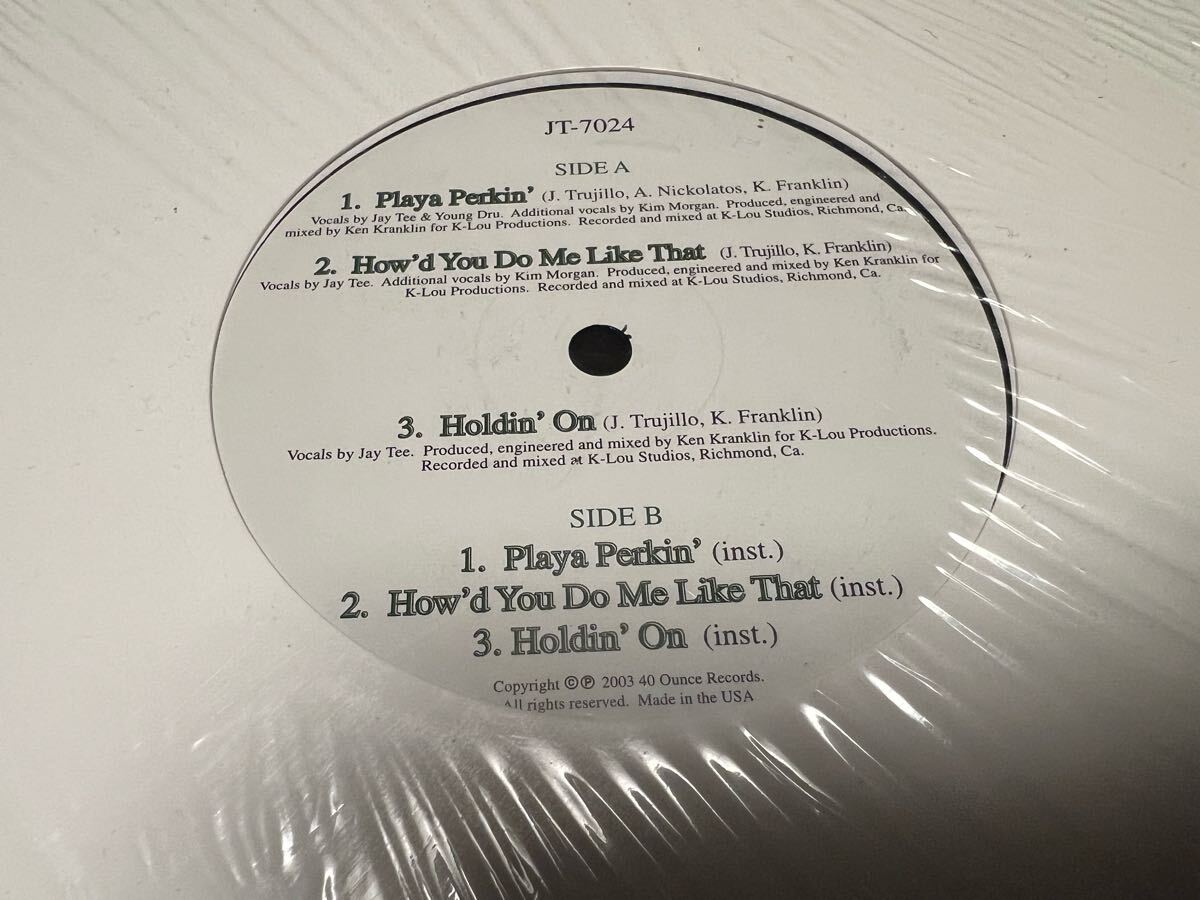 JT-7024
SIDE A
1. Playa Perkin' (J. Trujillo, A. Nickolatos, K. Franklin)
Vocals by Jay Tee & Young Dru. Additional vocals by Kim Morgan. Produced, engineered and
mixed by Ken Kranklin for K-Lou Productions. Recorded and mixed at K-Lou Studios, Richmond, Ca.
2. How'd You Do Me Like That (J. Trujillo, K. Franklin)
Vocals by Jay Tee. Additional vocals by Kim Morgan. Produced, engineered and mixed by Ken Kranklin for
K-Lou Productions. Recorded and mixed at K-Lou Studios, Richmond, Ca.
3. Holdin' On (J. Trujillo, K. Franklin)
Vocals by Jay Tee. Produced, engineered and mixed by Ken Kranklin for K-Lou Productions.
Recorded and mixed at K-Lou Studios, Richmond, Ca.
SIDE B
1. Playa Perkin' (inst.)
2. How'd You Do Me Like That (inst.)
3. Holdin' On (inst.)
Copyright ©℗ 2003 40 Ounce Records.
All rights reserved. Made in the USA